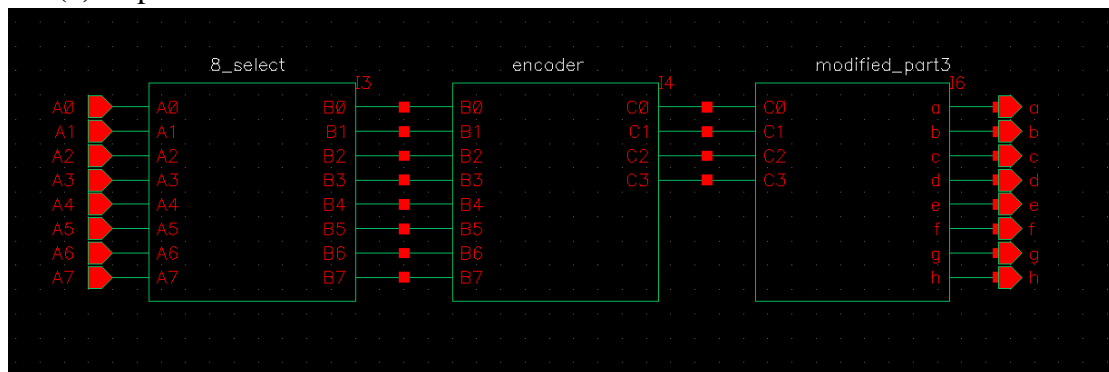 8_select encoder modified_part3
I3 I4 I6
A0 A0 B0 B0 C0 C0 a a
A1 A1 B1 B1 C1 C1 b b
A2 A2 B2 B2 C2 C2 c c
A3 A3 B3 B3 C3 C3 d d
A4 A4 B4 B4 e e
A5 A5 B5 B5 f f
A6 A6 B6 B6 g g
A7 A7 B7 B7 h h